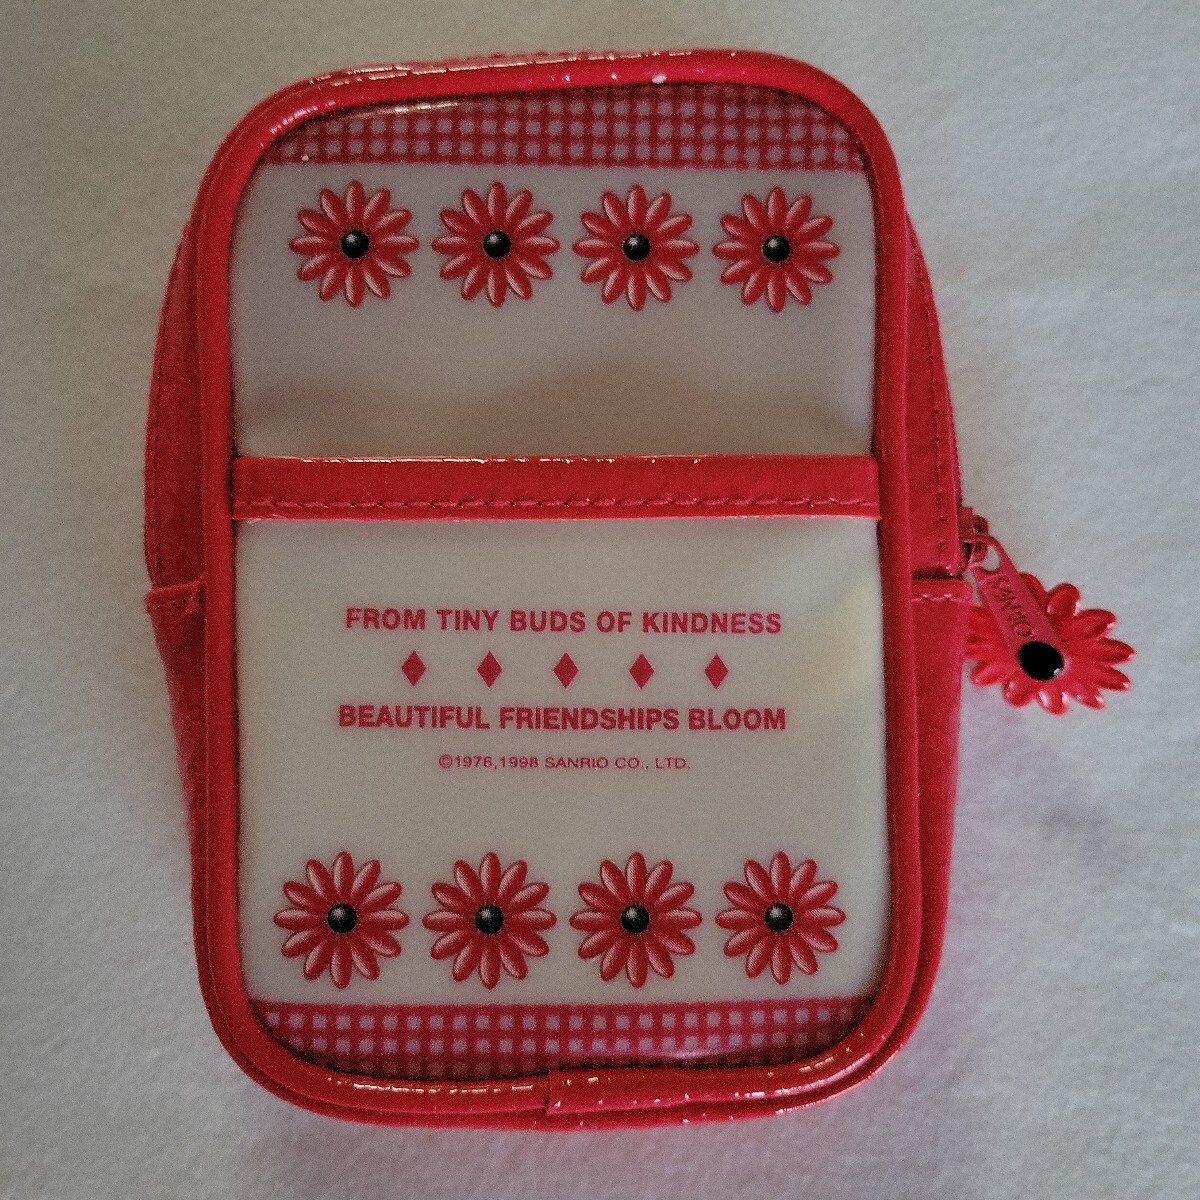 FROM TINY BUDS OF KINDNESS
BEAUTIFUL FRIENDSHIPS BLOOM
©1976,1998 SANRIO CO., LTD.
SANRIO